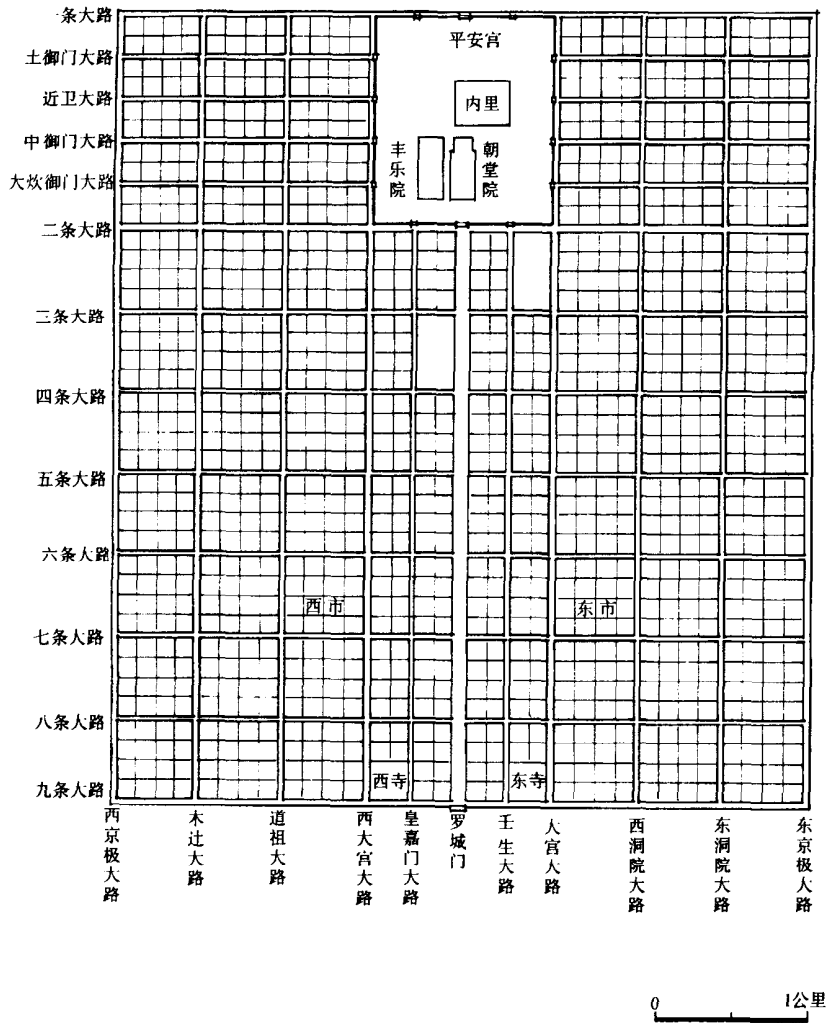 一条大路
土御门大路
近卫大路
中御门大路
大炊御门大路
二条大路
三条大路
四条大路
五条大路
六条大路
七条大路
八条大路
九条大路
平安宫
内里
丰乐院
朝堂院
西市
东市
西寺
东寺
西京极大路
木辻大路
道祖大路
西大宫大路
皇嘉门大路
罗城门
壬生大路
大宫大路
西洞院大路
东洞院大路
东京极大路
0
1公里